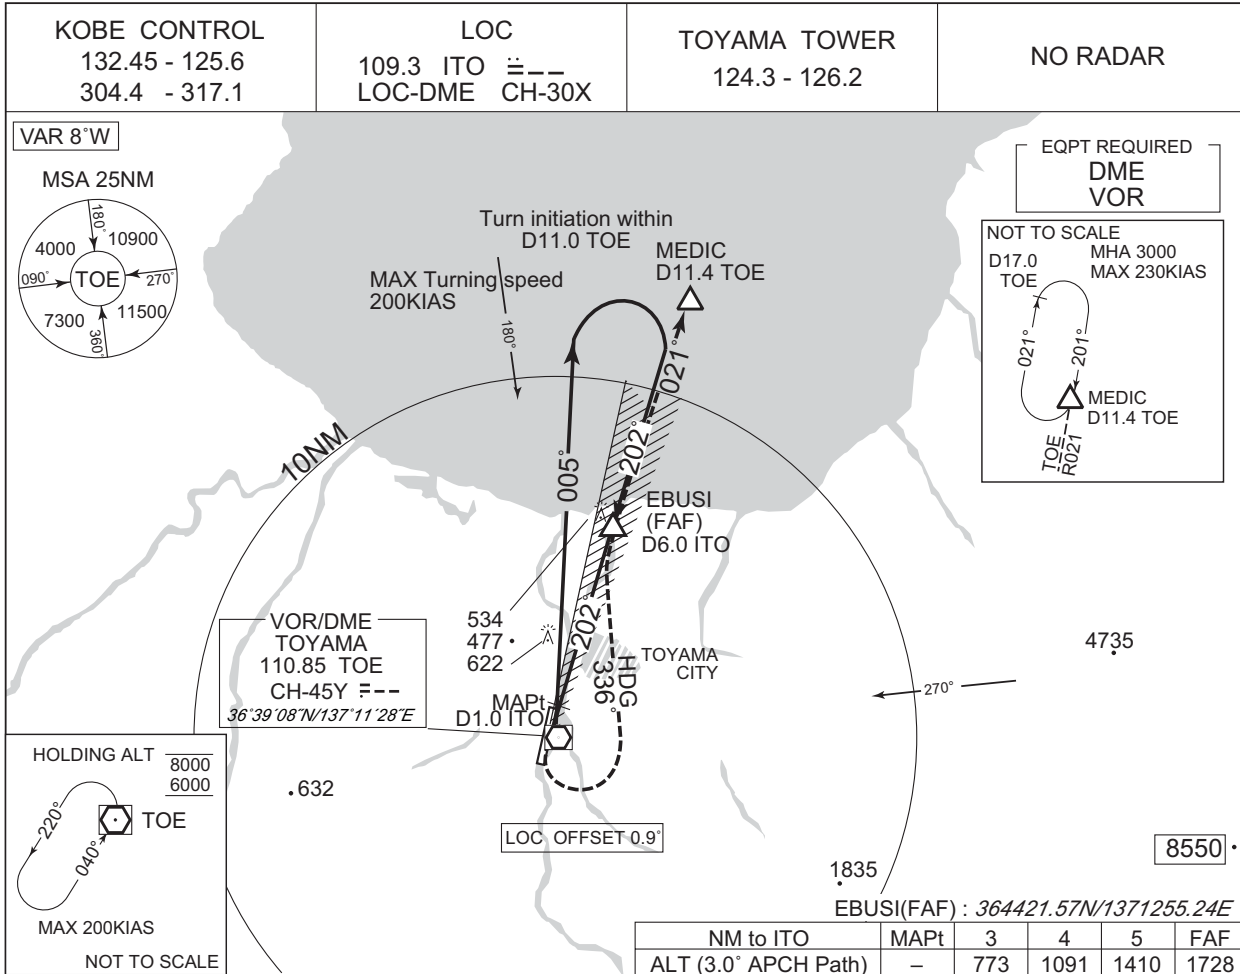 KOBE CONTROL
132.45 - 125.6
304.4 - 317.1
LOC
109.3 ITO
LOC-DME CH-30X
TOYAMA TOWER
124.3 - 126.2
NO RADAR
VAR 8°W
MSA 25NM
180°
4000
10900
090°
TOE
270°
7300
11500
360°
EQPT REQUIRED
DME
VOR
NOT TO SCALE
D17.0
TOE
MHA 3000
MAX 230KIAS
021°
201°
MEDIC
D11.4 TOE
TOE
R021
Turn initiation within
D11.0 TOE
MEDIC
D11.4 TOE
MAX Turning speed
200KIAS
180°
021°
10NM
005°
202°
EBUSI
(FAF)
D6.0 ITO
534
477
622
202°
HDG
336°
TOYAMA
CITY
4735
270°
VOR/DME
TOYAMA
110.85 TOE
CH-45Y
36°39′08″N/137°11′28″E
MAPt
D1.0 ITO
632
LOC OFFSET 0.9°
1835
8550
HOLDING ALT
8000
6000
220°
040°
TOE
MAX 200KIAS
NOT TO SCALE
EBUSI(FAF) : 364421.57N/1371255.24E
NM to ITO MAPt 3 4 5 FAF
ALT (3.0° APCH Path) – 773 1091 1410 1728